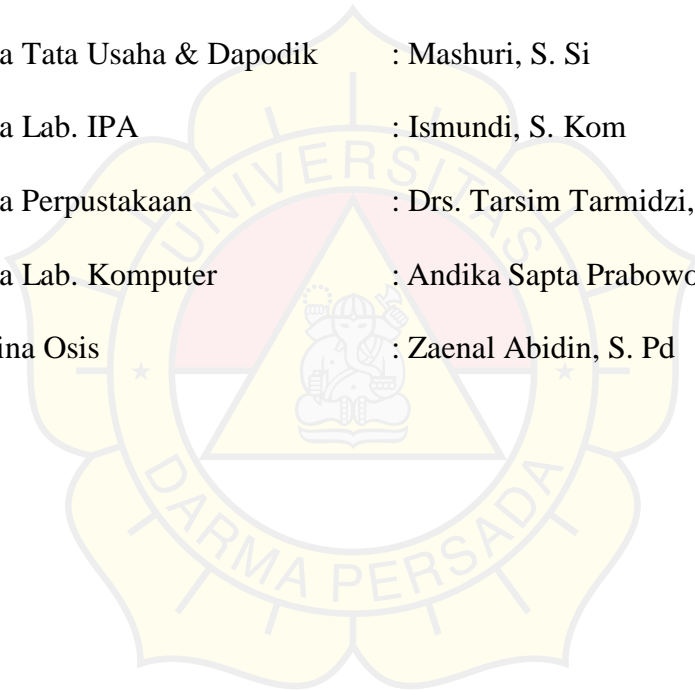 a Tata Usaha & Dapodik : Mashuri, S. Si
a Lab. IPA : Ismundi, S. Kom
a Perpustakaan : Drs. Tarsim Tarmidzi,
a Lab. Komputer : Andika Sapta Prabowo
ina Osis : Zaenal Abidin, S. Pd
UNIVERSITAS
DARMA PERSADA